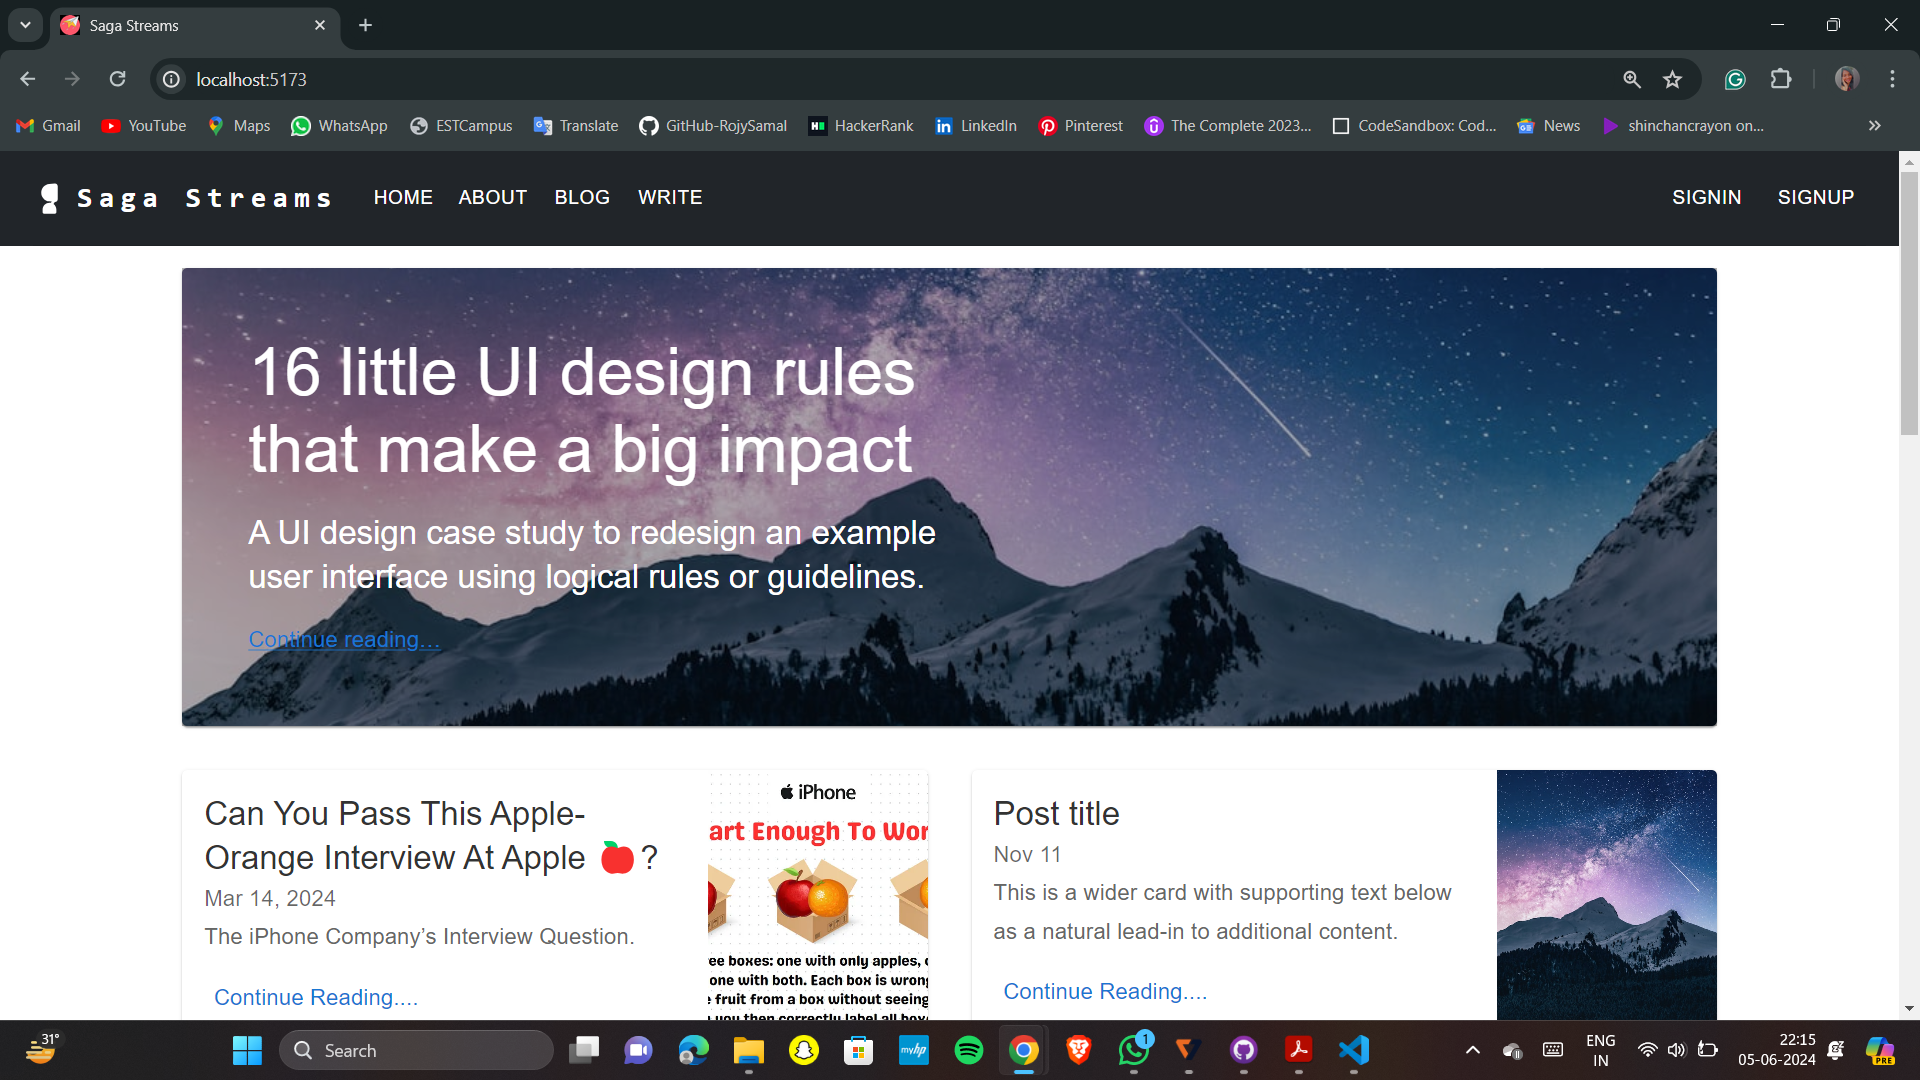 Saga Streams
localhost:5173
Gmail YouTube Maps WhatsApp ESTCampus Translate GitHub-RojySamal HackerRank LinkedIn Pinterest The Complete 2023... CodeSandbox: Cod... News shinchancrayon on...
Saga Streams HOME ABOUT BLOG WRITE SIGNIN SIGNUP
16 little UI design rules
that make a big impact
A UI design case study to redesign an example
user interface using logical rules or guidelines.
Continue reading…
Can You Pass This Apple-
Orange Interview At Apple 🍎?
Mar 14, 2024
The iPhone Company’s Interview Question.
Continue Reading....
iPhone
art Enough To Wor
ee boxes: one with only apples,
one with both. Each box is wrong
fruit from a box without seeing
you then correctly label all box
Post title
Nov 11
This is a wider card with supporting text below
as a natural lead-in to additional content.
Continue Reading....
31°
Search
myhp
1
ENG
IN
22:15
05-06-2024
PRE